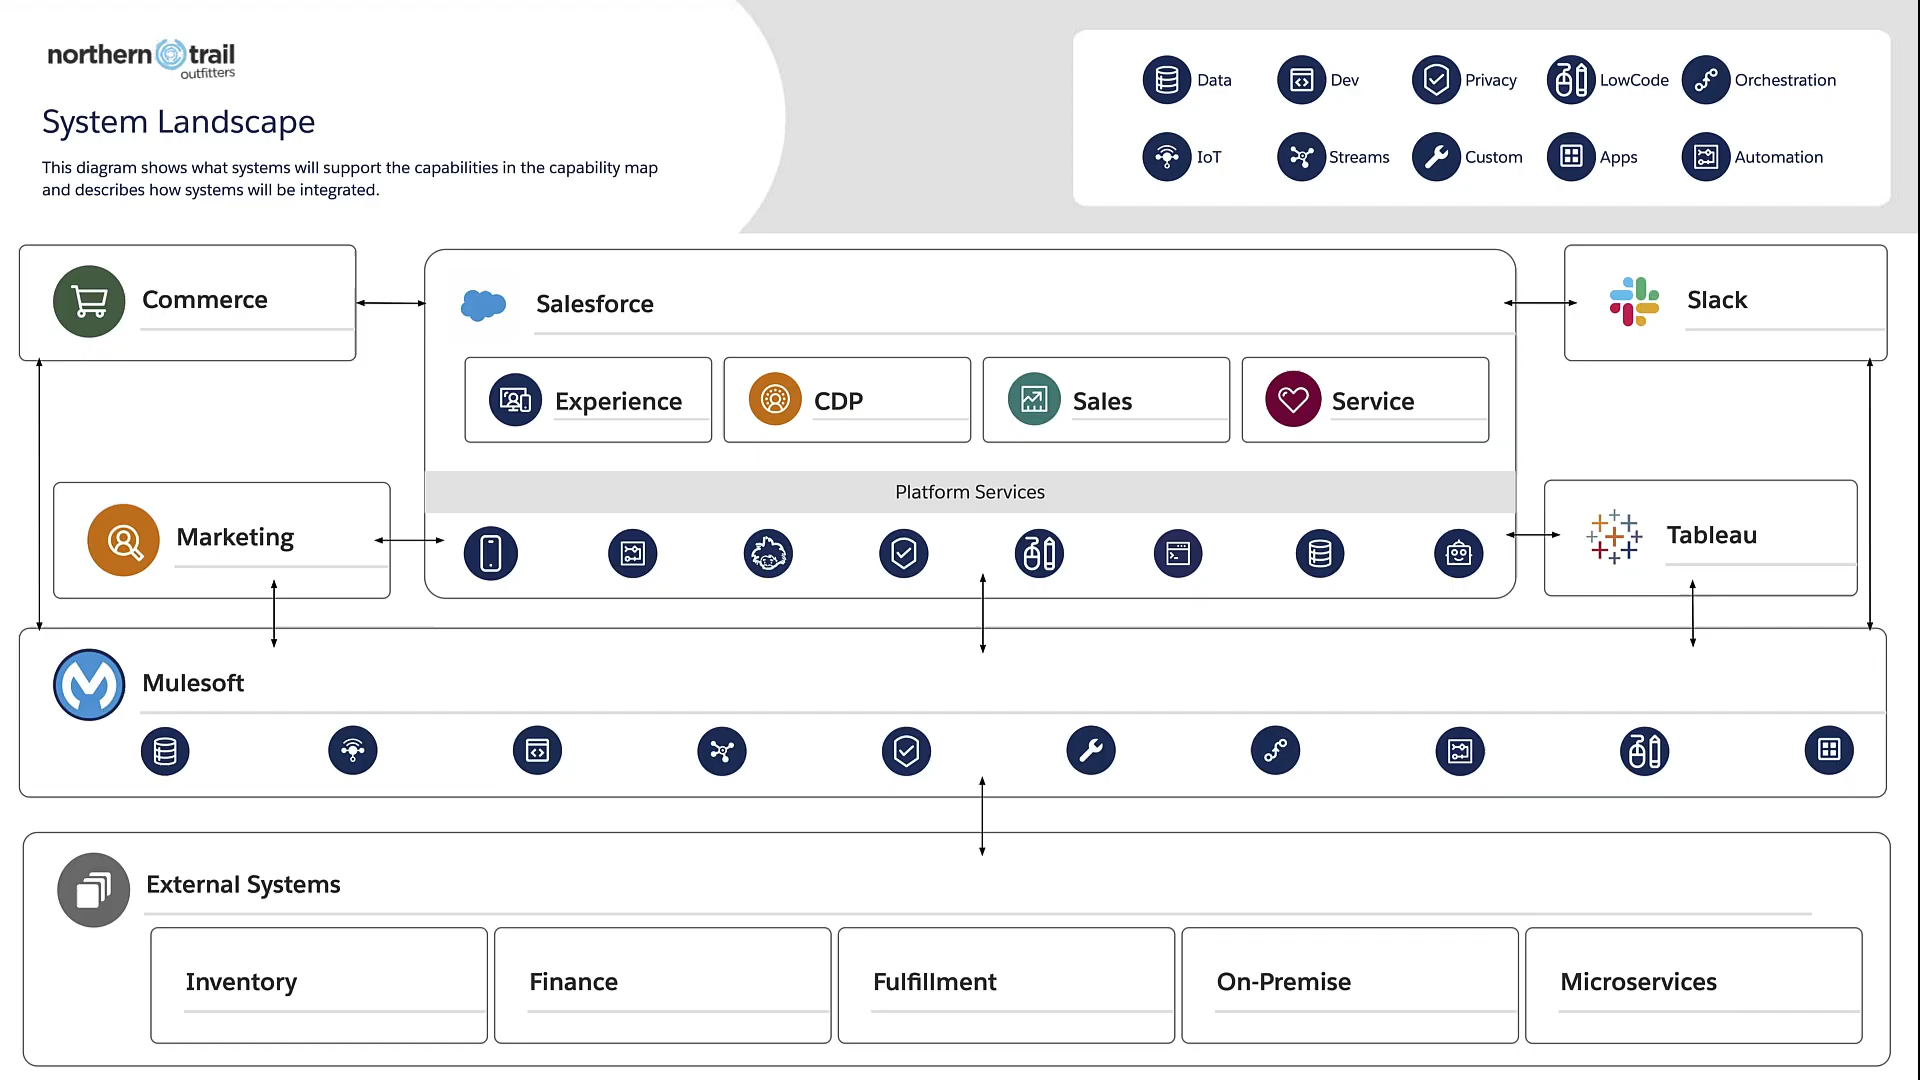 northern trail
outfitters
System Landscape
This diagram shows what systems will support the capabilities in the capability map
and describes how systems will be integrated.
Data
Dev
Privacy
LowCode
Orchestration
IoT
Streams
Custom
Apps
Automation
Commerce
Salesforce
Slack
Experience
CDP
Sales
Service
Platform Services
Marketing
Tableau
Mulesoft
External Systems
Inventory
Finance
Fulfillment
On-Premise
Microservices